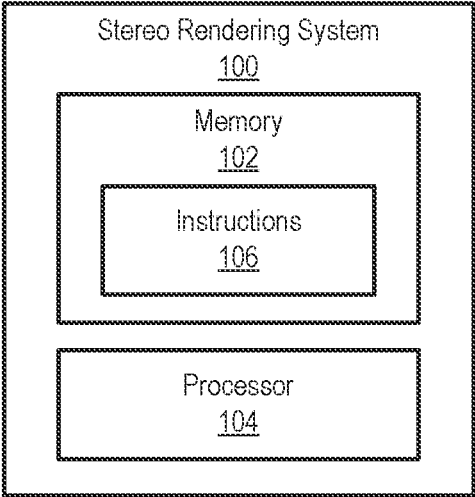 Stereo Rendering System
100
Memory
102
Instructions
106
Processor
104